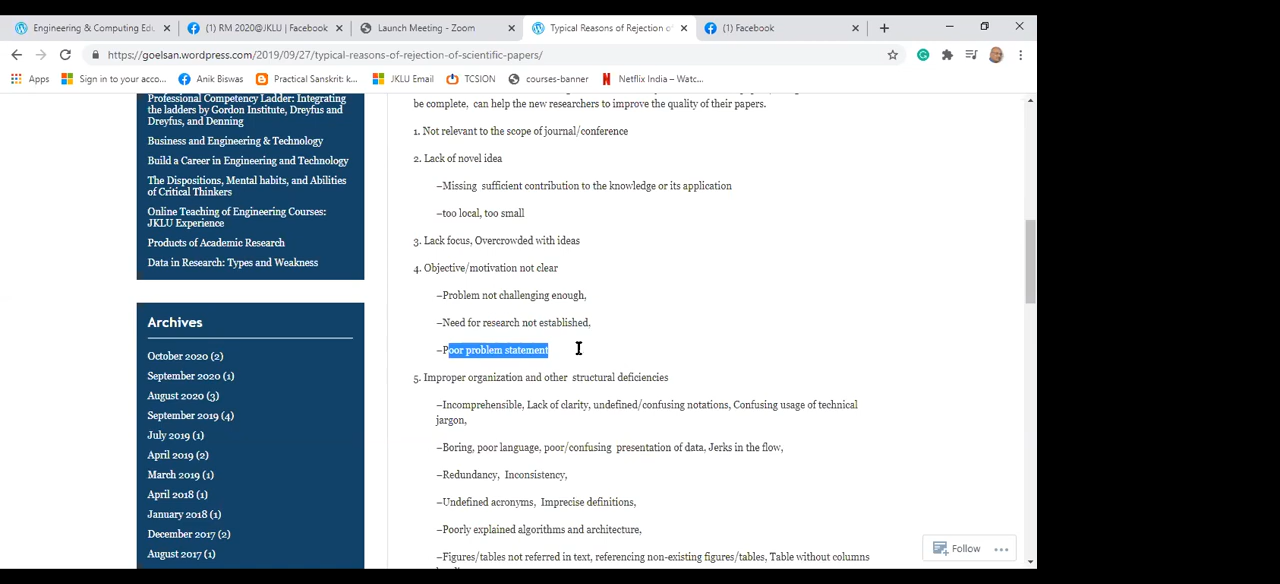 Engineering & Computing Edu
(1) RM 2020@JKLU | Facebook
Launch Meeting - Zoom
Typical Reasons of Rejection of
(1) Facebook
https://goelsan.wordpress.com/2019/09/27/typical-reasons-of-rejection-of-scientific-papers/
Apps
Sign in to your acco...
Anik Biswas
Practical Sanskrit: k...
JKLU Email
TCSION
courses-banner
Netflix India – Watc...
Professional Competency Ladder: Integrating
the ladders by Gordon Institute, Dreyfus and
Dreyfus, and Denning
Business and Engineering & Technology
Build a Career in Engineering and Technology
The Dispositions, Mental habits, and Abilities
of Critical Thinkers
Online Teaching of Engineering Courses:
JKLU Experience
Products of Academic Research
Data in Research: Types and Weakness
Archives
October 2020 (2)
September 2020 (1)
August 2020 (3)
September 2019 (4)
July 2019 (1)
April 2019 (2)
March 2019 (1)
April 2018 (1)
January 2018 (1)
December 2017 (2)
August 2017 (1)
be complete, can help the new researchers to improve the quality of their papers.
1. Not relevant to the scope of journal/conference
2. Lack of novel idea
–Missing sufficient contribution to the knowledge or its application
–too local, too small
3. Lack focus, Overcrowded with ideas
4. Objective/motivation not clear
–Problem not challenging enough,
–Need for research not established,
–Poor problem statement
5. Improper organization and other structural deficiencies
–Incomprehensible, Lack of clarity, undefined/confusing notations, Confusing usage of technical
jargon,
–Boring, poor language, poor/confusing presentation of data, Jerks in the flow,
–Redundancy, Inconsistency,
–Undefined acronyms, Imprecise definitions,
–Poorly explained algorithms and architecture,
–Figures/tables not referred in text, referencing non-existing figures/tables, Table without columns
Follow